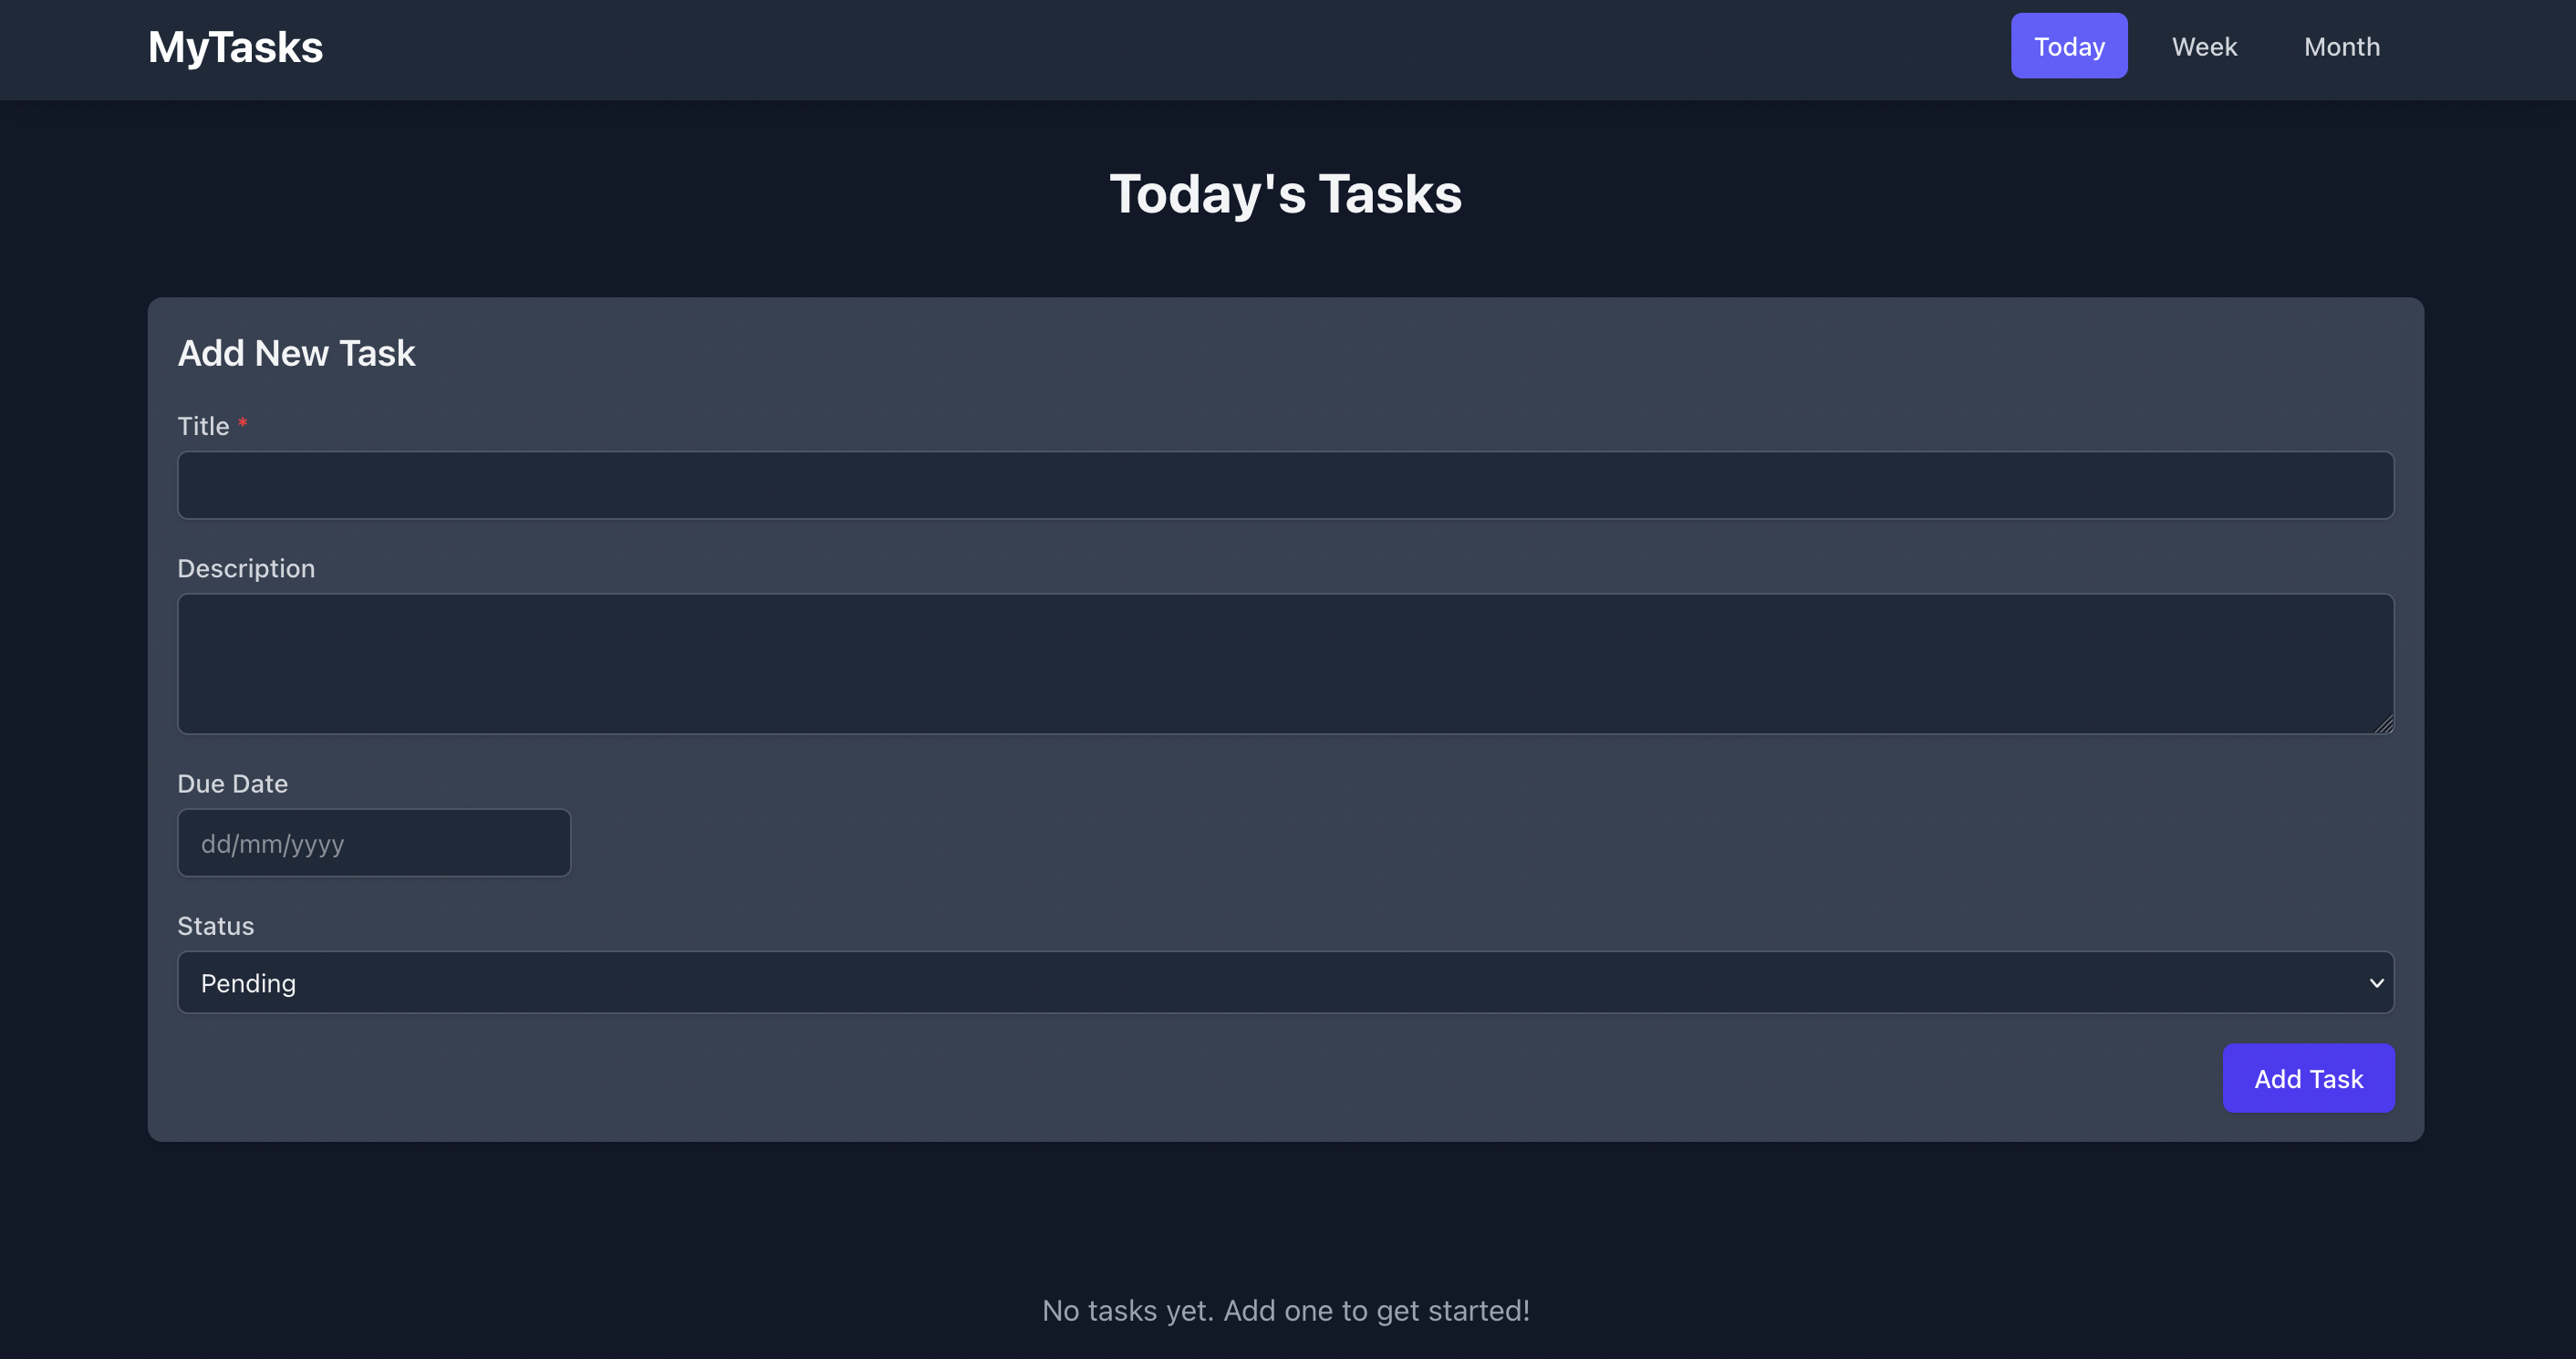 MyTasks
Today Week Month
Today's Tasks
Add New Task
Title *
Description
Due Date
dd/mm/yyyy
Status
Pending
Add Task
No tasks yet. Add one to get started!